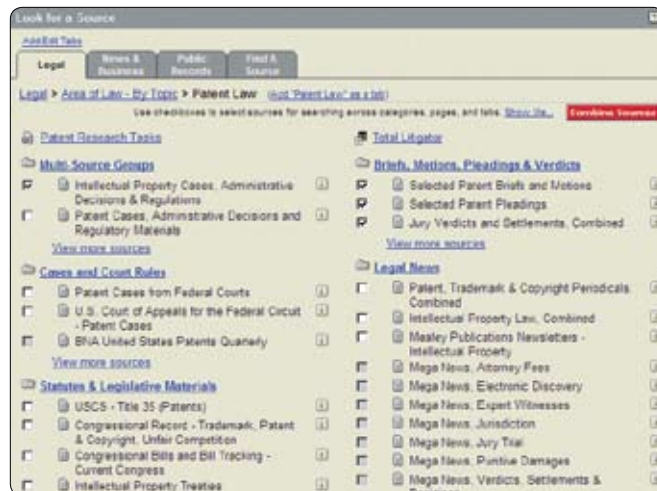 Look for a Source
Add/Edit Tabs
Legal
News &
Business
Public
Records
Find A
Source
Legal > Area of Law - By Topic > Patent Law (Add "Patent Law" as a tab)
Use checkboxes to select sources for searching across categories, pages, and tabs. Show Me... Combine Sources
Patent Research Tasks
Multi-Source Groups
Intellectual Property Cases, Administrative
Decisions & Regulations
Patent Cases, Administrative Decisions and
Regulatory Materials
View more sources
Cases and Court Rules
Patent Cases from Federal Courts
U.S. Court of Appeals for the Federal Circuit
- Patent Cases
BNA United States Patents Quarterly
View more sources
Statutes & Legislative Materials
USCS - Title 35 (Patents)
Congressional Record - Trademark, Patent
& Copyright, Unfair Competition
Congressional Bills and Bill Tracking -
Current Congress
Intellectual Property Treaties
Total Litigator
Briefs, Motions, Pleadings & Verdicts
Selected Patent Briefs and Motions
Selected Patent Pleadings
Jury Verdicts and Settlements, Combined
View more sources
Legal News
Patent, Trademark & Copyright Periodicals,
Combined
Intellectual Property Law, Combined
Mealey Publications Newsletters -
Intellectual Property
Mega News, Attorney Fees
Mega News, Electronic Discovery
Mega News, Expert Witnesses
Mega News, Jurisdiction
Mega News, Jury Trial
Mega News, Punitive Damages
Mega News, Verdicts, Settlements &